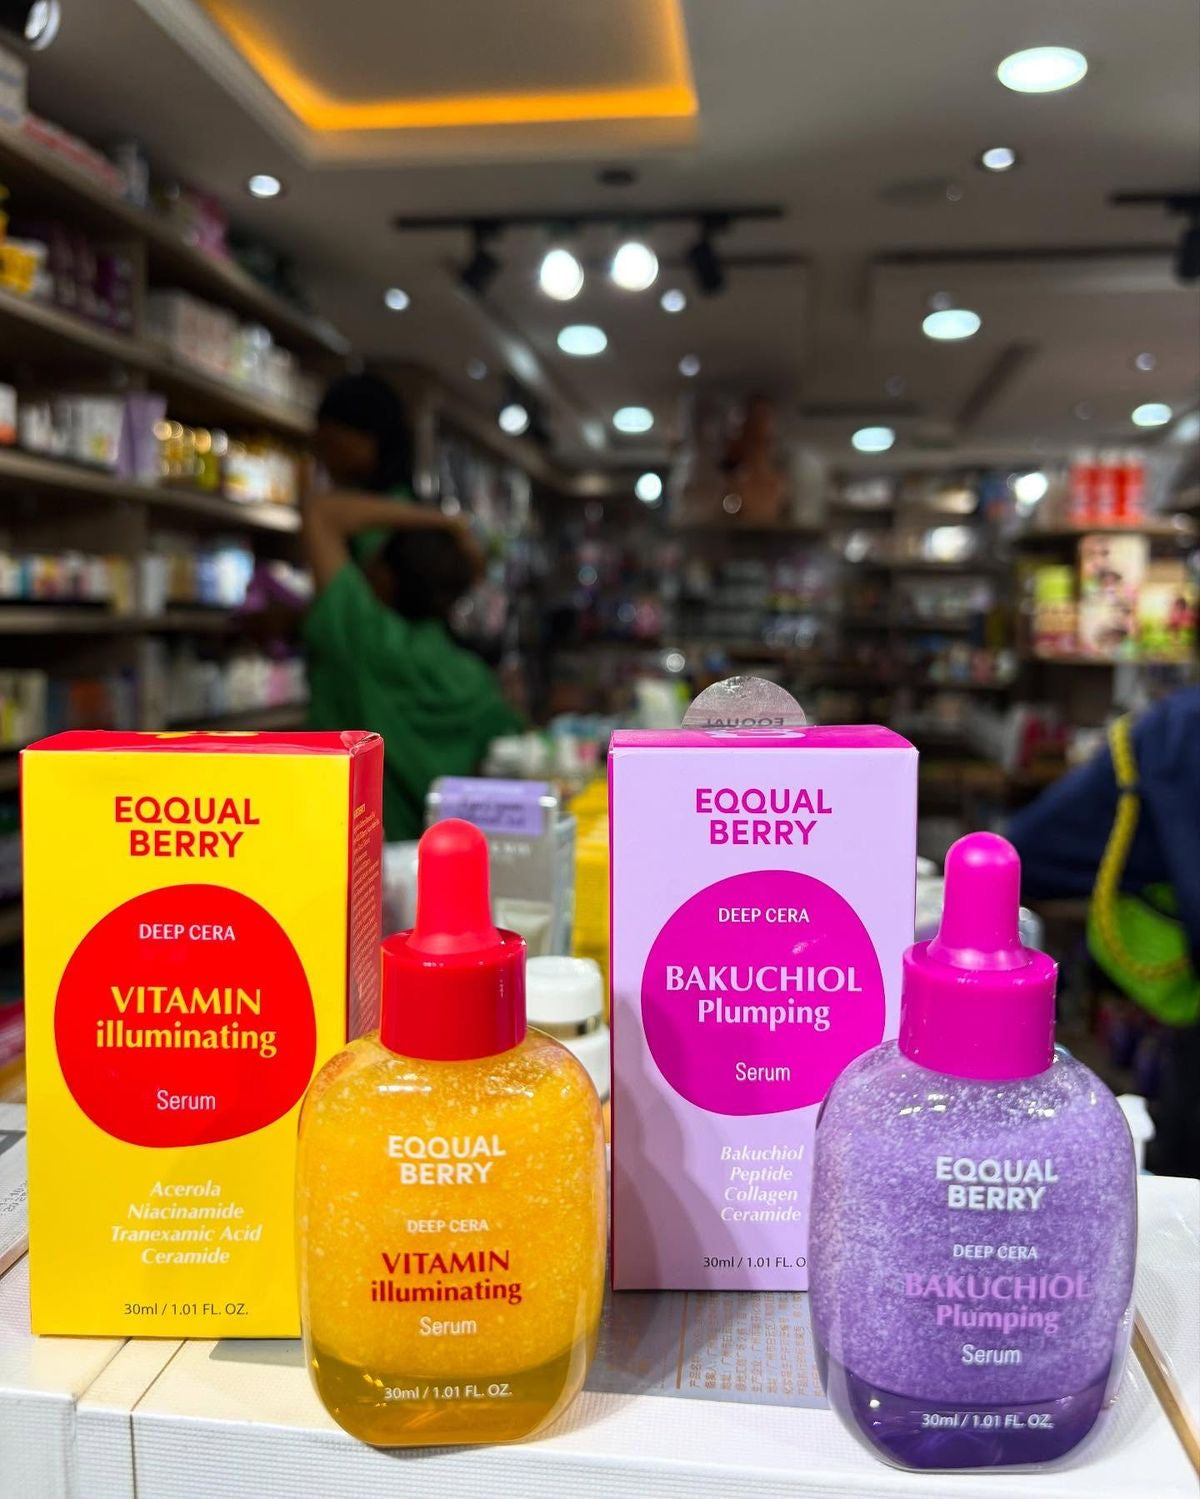 EQQUAL
BERRY
DEEP CERA
VITAMIN
illuminating
Serum
Acerola
Niacinamide
Tranexamic Acid
Ceramide
30ml / 1.01 FL. OZ.
EQQUAL
BERRY
DEEP CERA
VITAMIN
illuminating
Serum
30ml / 1.01 FL. OZ.
EQQUAL
EQQUAL
BERRY
DEEP CERA
BAKUCHIOL
Plumping
Serum
Bakuchiol
Peptide
Collagen
Ceramide
30ml / 1.01 FL. O
EQQUAL
BERRY
DEEP CERA
BAKUCHIOL
Plumping
Serum
30ml / 1.01 FL. OZ.